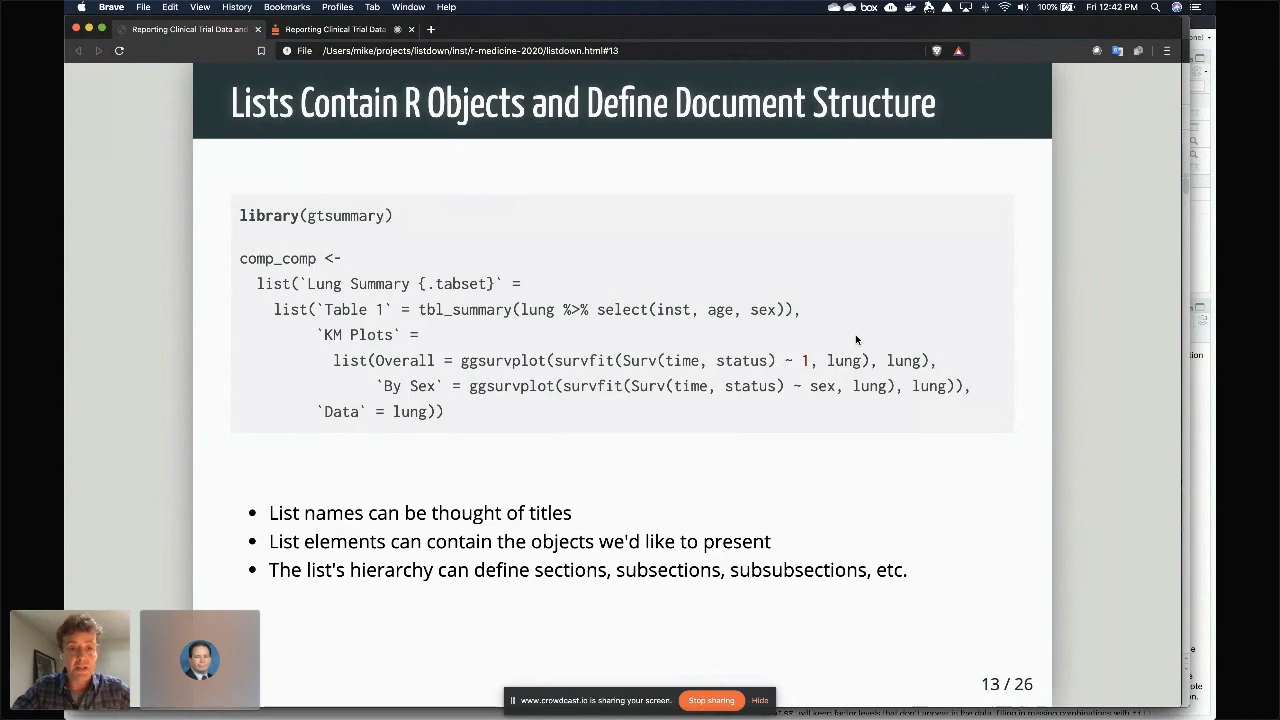 Brave File Edit View History Bookmarks Profiles Tab Window Help box 100% Fri 12:42 PM
Reporting Clinical Trial Data and Reporting Clinical Trial Data
File /Users/mike/projects/listdown/inst/r-medicine-2020/listdown.html#13
Lists Contain R Objects and Define Document Structure
library(gtsummary)
comp_comp <-
list(`Lung Summary {.tabset}` =
list(`Table 1` = tbl_summary(lung %>% select(inst, age, sex)),
`KM Plots` =
list(Overall = ggsurvplot(survfit(Surv(time, status) ~ 1, lung), lung),
`By Sex` = ggsurvplot(survfit(Surv(time, status) ~ sex, lung), lung)),
`Data` = lung))
• List names can be thought of titles
• List elements can contain the objects we'd like to present
• The list's hierarchy can define sections, subsections, subsubsections, etc.
13 / 26
www.crowdcast.io is sharing your screen. Stop sharing Hide